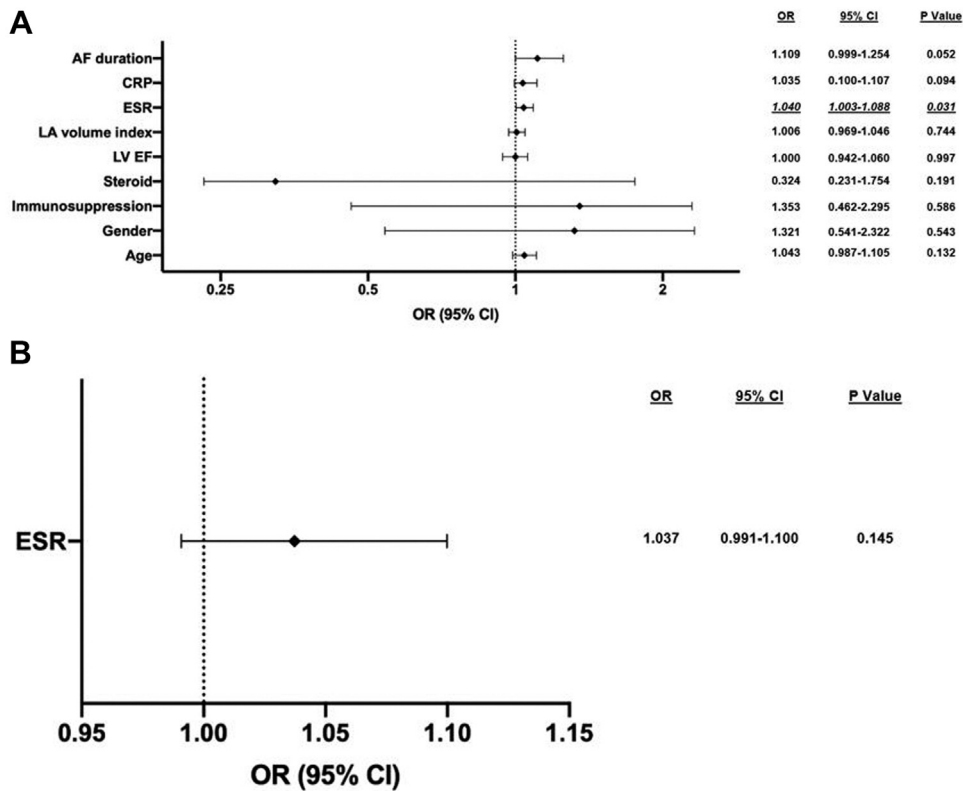 A
OR 95% CI P Value
AF duration 1.109 0.999-1.254 0.052
CRP 1.035 0.100-1.107 0.094
ESR 1.040 1.003-1.088 0.031
LA volume index 1.006 0.969-1.046 0.744
LV EF 1.000 0.942-1.060 0.997
Steroid 0.324 0.231-1.754 0.191
Immunosuppression 1.353 0.462-2.295 0.586
Gender 1.321 0.541-2.322 0.543
Age 1.043 0.987-1.105 0.132
0.25 0.5 1 2
OR (95% CI)
B
OR 95% CI P Value
ESR 1.037 0.991-1.100 0.145
0.95 1.00 1.05 1.10 1.15
OR (95% CI)